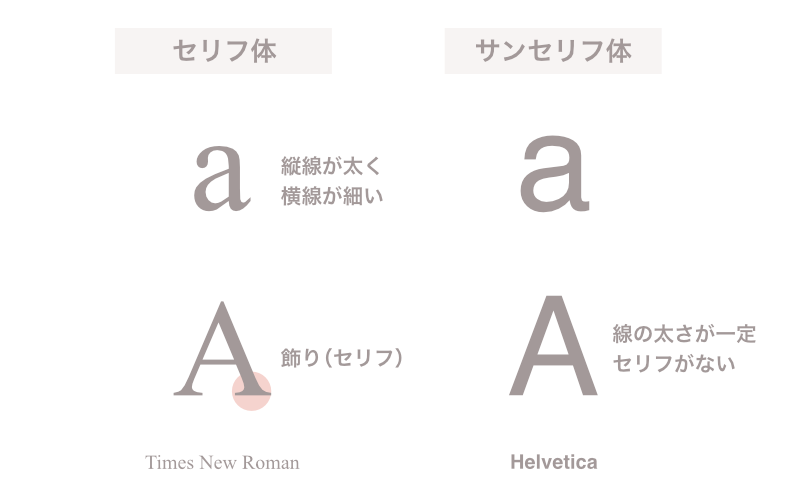 セリフ体
サンセリフ体
a
縦線が太く
横線が細い
a
A
飾り（セリフ）
A
線の太さが一定
セリフがない
Times New Roman
Helvetica